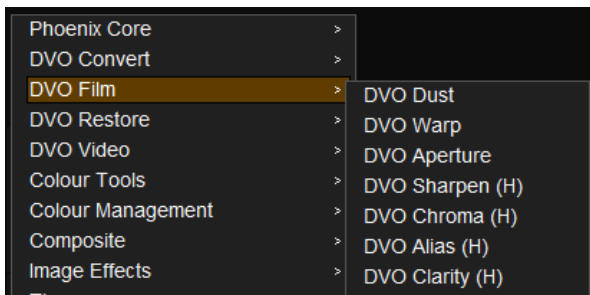 Phoenix Core >
DVO Convert >
DVO Film >
DVO Restore >
DVO Video >
Colour Tools >
Colour Management >
Composite >
Image Effects >
DVO Dust
DVO Warp
DVO Aperture
DVO Sharpen (H)
DVO Chroma (H)
DVO Alias (H)
DVO Clarity (H)